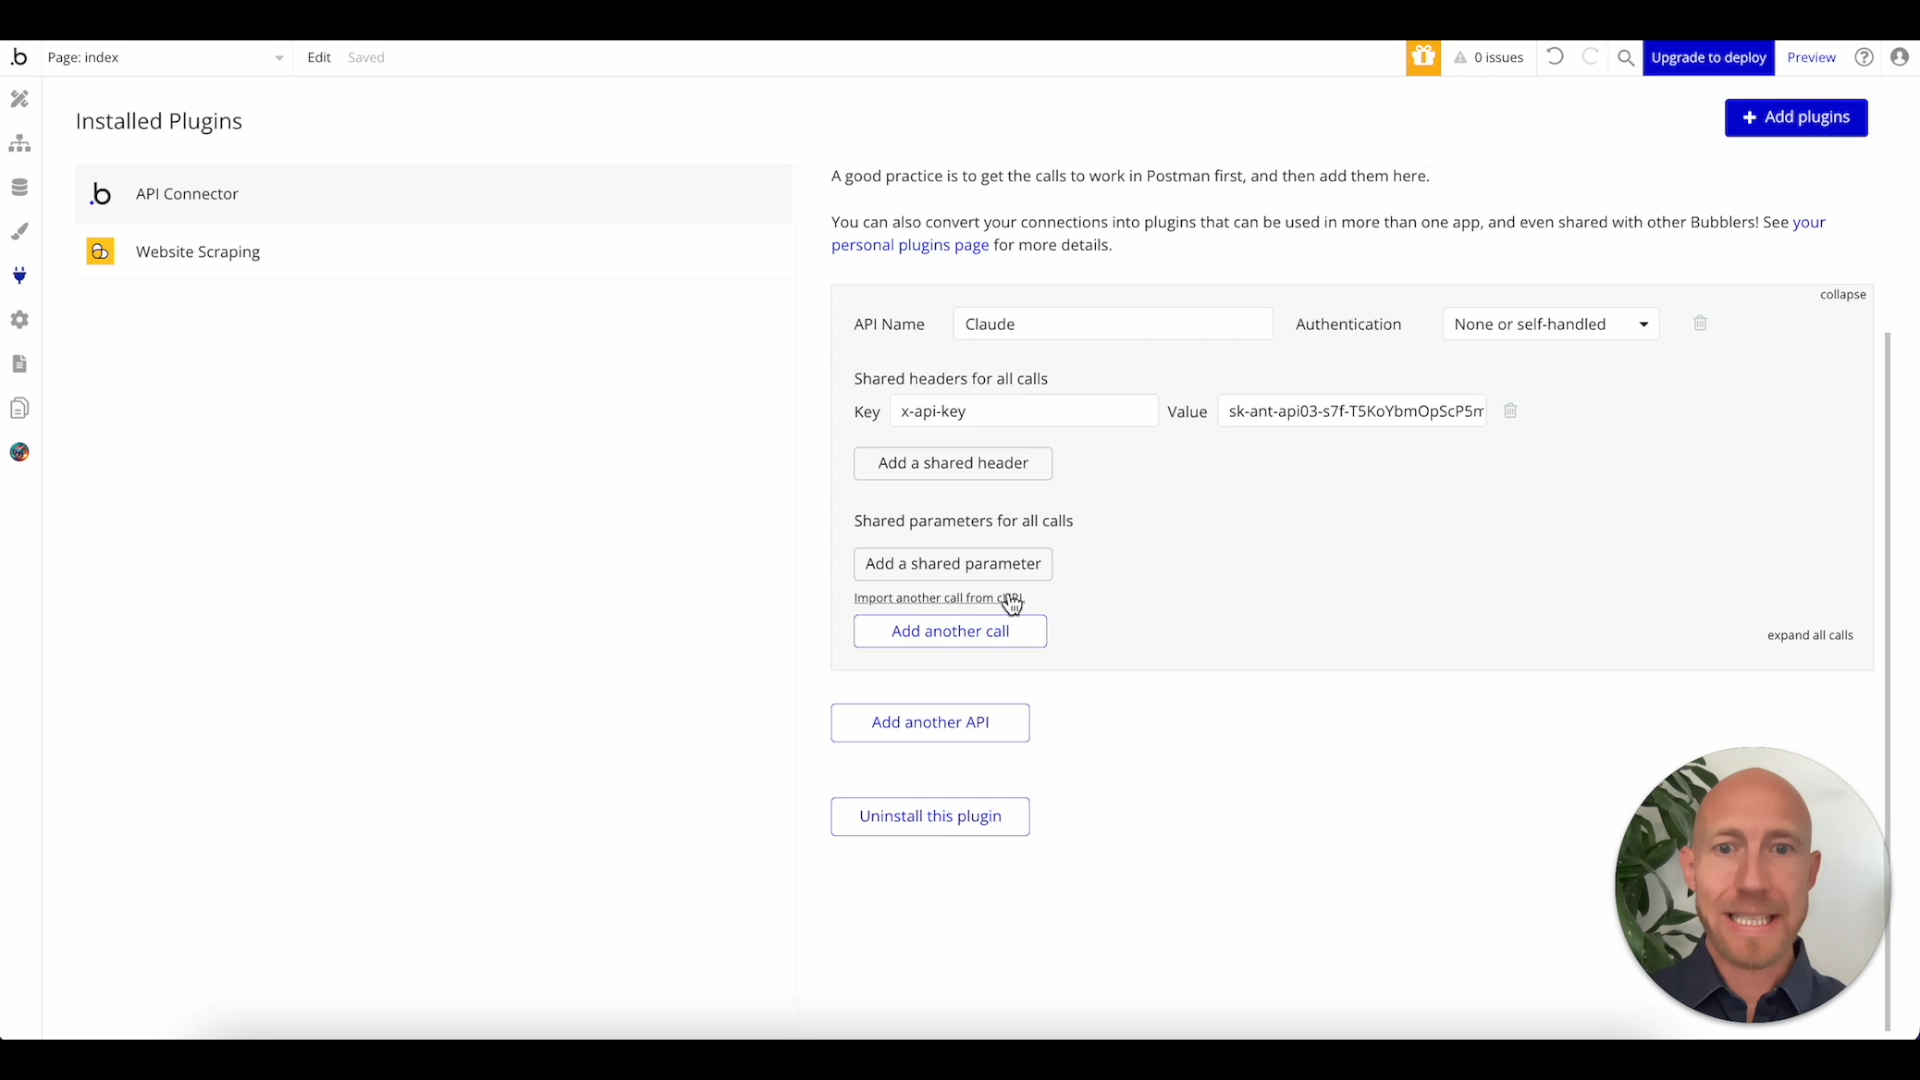 .b Page: index Edit Saved 0 issues Upgrade to deploy Preview ?
Installed Plugins
+ Add plugins
.b API Connector
Website Scraping
A good practice is to get the calls to work in Postman first, and then add them here.
You can also convert your connections into plugins that can be used in more than one app, and even shared with other Bubblers! See your
personal plugins page for more details.
collapse
API Name Claude Authentication None or self-handled
Shared headers for all calls
Key x-api-key Value sk-ant-api03-s7f-T5KoYbmOpScP5m
Add a shared header
Shared parameters for all calls
Add a shared parameter
Import another call from
Add another call
expand all calls
Add another API
Uninstall this plugin